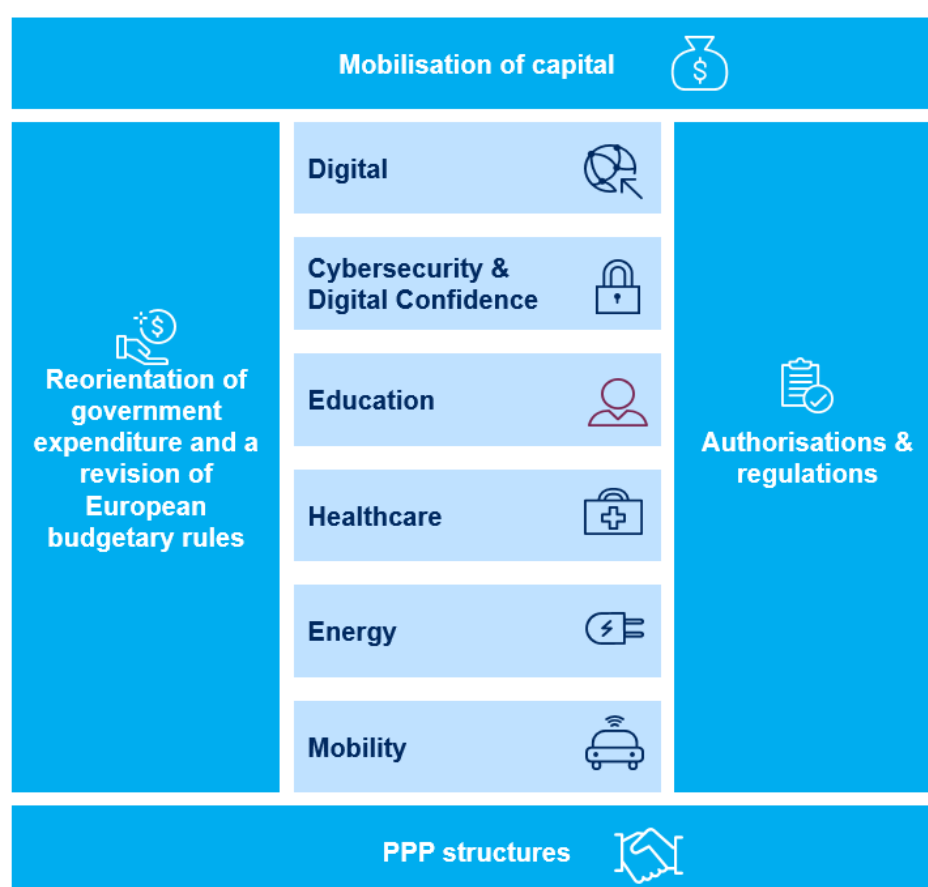 Mobilisation of capital
Reorientation of
government
expenditure and a
revision of
European
budgetary rules
Digital
Cybersecurity &
Digital Confidence
Education
Healthcare
Energy
Mobility
Authorisations &
regulations
PPP structures